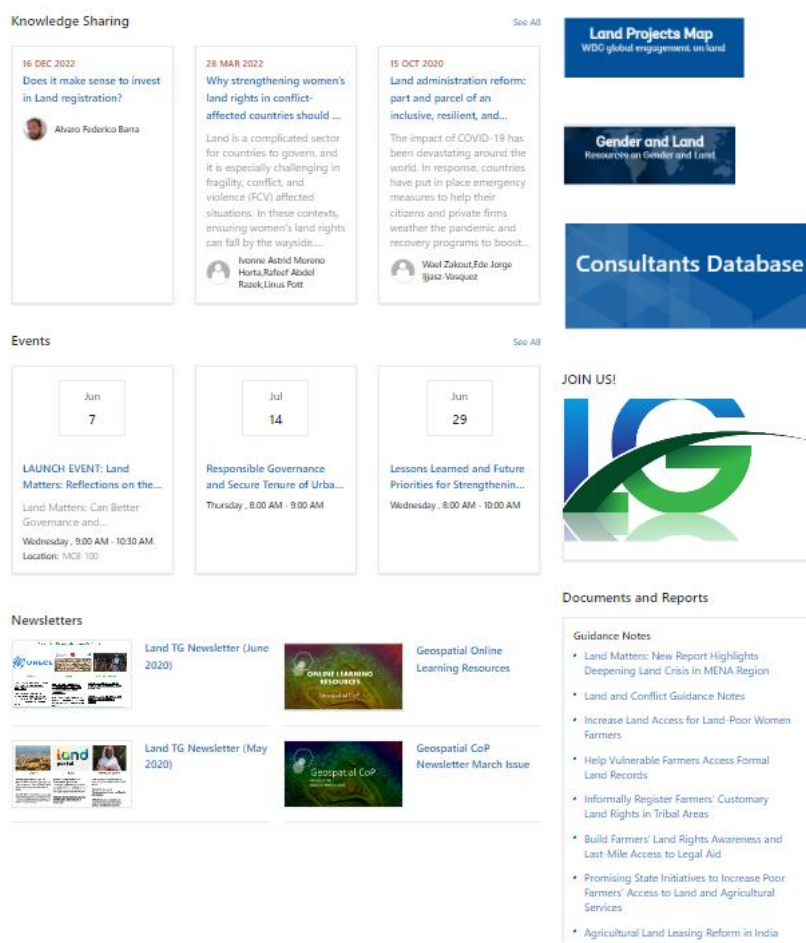 Knowledge Sharing
See All
16 DEC 2022
Does it make sense to invest
in Land registration?
Alvaro Federico Barra
28 MAR 2022
Why strengthening women's
land rights in conflict-
affected countries should ...
Land is a complicated sector
for countries to govern, and
it is especially challenging in
fragility, conflict, and
violence (FCV) affected
situations. In these contexts,
ensuring women's land rights
can fall by the wayside....
Ivonne Astrid Moreno
Horta,Rafeef Abdel
Razek,Linus Pott
15 OCT 2020
Land administration reform:
part and parcel of an
inclusive, resilient, and...
The impact of COVID-19 has
been devastating around the
world. In response, countries
have put in place emergency
measures to help their
citizens and private firms
weather the pandemic and
recovery programs to boost...
Wael Zakout,Ede Jorge
Ijjasz-Vasquez
Land Projects Map
WBG global engagement on land
Gender and Land
Resources on Gender and Land
Consultants Database
Events
See All
Jun
7
LAUNCH EVENT: Land
Matters: Reflections on the...
Land Matters: Can Better
Governance and...
Wednesday , 9:00 AM - 10:30 AM
Location: MC8-100
Jul
14
Responsible Governance
and Secure Tenure of Urba...
Thursday , 8:00 AM - 9:00 AM
Jun
29
Lessons Learned and Future
Priorities for Strengthenin...
Wednesday , 8:00 AM - 10:00 AM
JOIN US!
LG
Newsletters
Land TG Newsletter (June
2020)
ONLINE LEARNING
RESOURCES
Geospatial CoP
Geospatial Online
Learning Resources
land
portal
Land TG Newsletter (May
2020)
Geospatial CoP
Geospatial CoP
Newsletter March Issue
Documents and Reports
Guidance Notes
• Land Matters: New Report Highlights
Deepening Land Crisis in MENA Region
• Land and Conflict Guidance Notes
• Increase Land Access for Land-Poor Women
Farmers
• Help Vulnerable Farmers Access Formal
Land Records
• Informally Register Farmers' Customary
Land Rights in Tribal Areas
• Build Farmers' Land Rights Awareness and
Last-Mile Access to Legal Aid
• Promising State Initiatives to Increase Poor
Farmers' Access to Land and Agricultural
Services
• Agricultural Land Leasing Reform in India